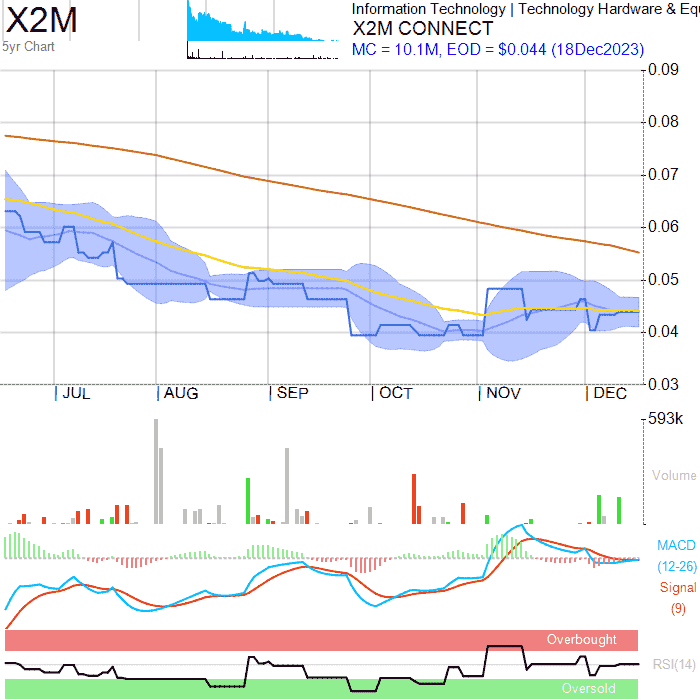 X2M
5yr Chart
Information Technology | Technology Hardware & Equ
X2M CONNECT
MC = 10.1M, EOD = $0.044 (18Dec2023)
0.09
0.08
0.07
0.06
0.05
0.04
0.03
JUL AUG SEP OCT NOV DEC
593k
Volume
MACD
(12-26)
Signal
(9)
Overbought
RSI(14)
Oversold